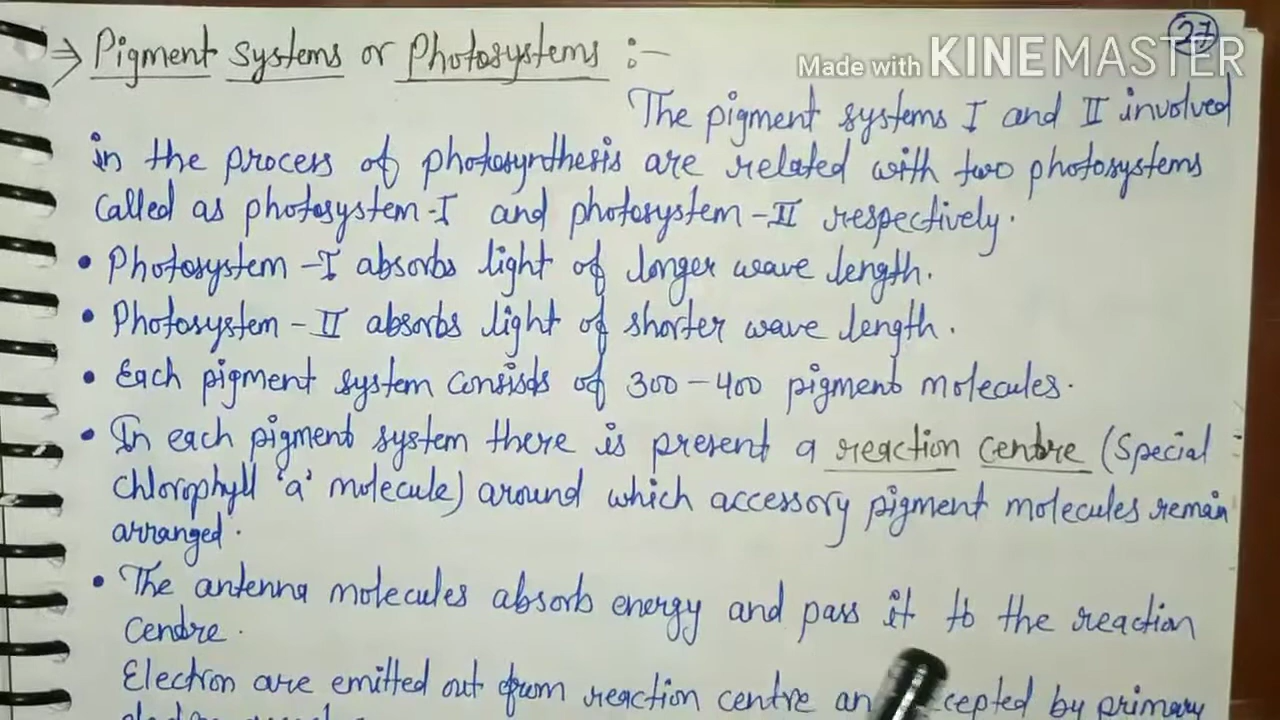 27
⇒ Pigment Systems or Photosystems :-
Made with KINEMASTER
The pigment systems I and II involved
in the process of photosynthesis are related with two photosystems
called as photosystem-I and photosystem-II respectively.
• Photosystem-I absorbs light of longer wave length.
• Photosystem-II absorbs light of shorter wave length.
• Each pigment system consists of 300-400 pigment molecules.
• In each pigment system there is present a reaction centre (Special
chlorophyll 'a' molecule) around which accessory pigment molecules remain
arranged.
• The antenna molecules absorb energy and pass it to the reaction
centre.
Electron are emitted out from reaction centre by primary